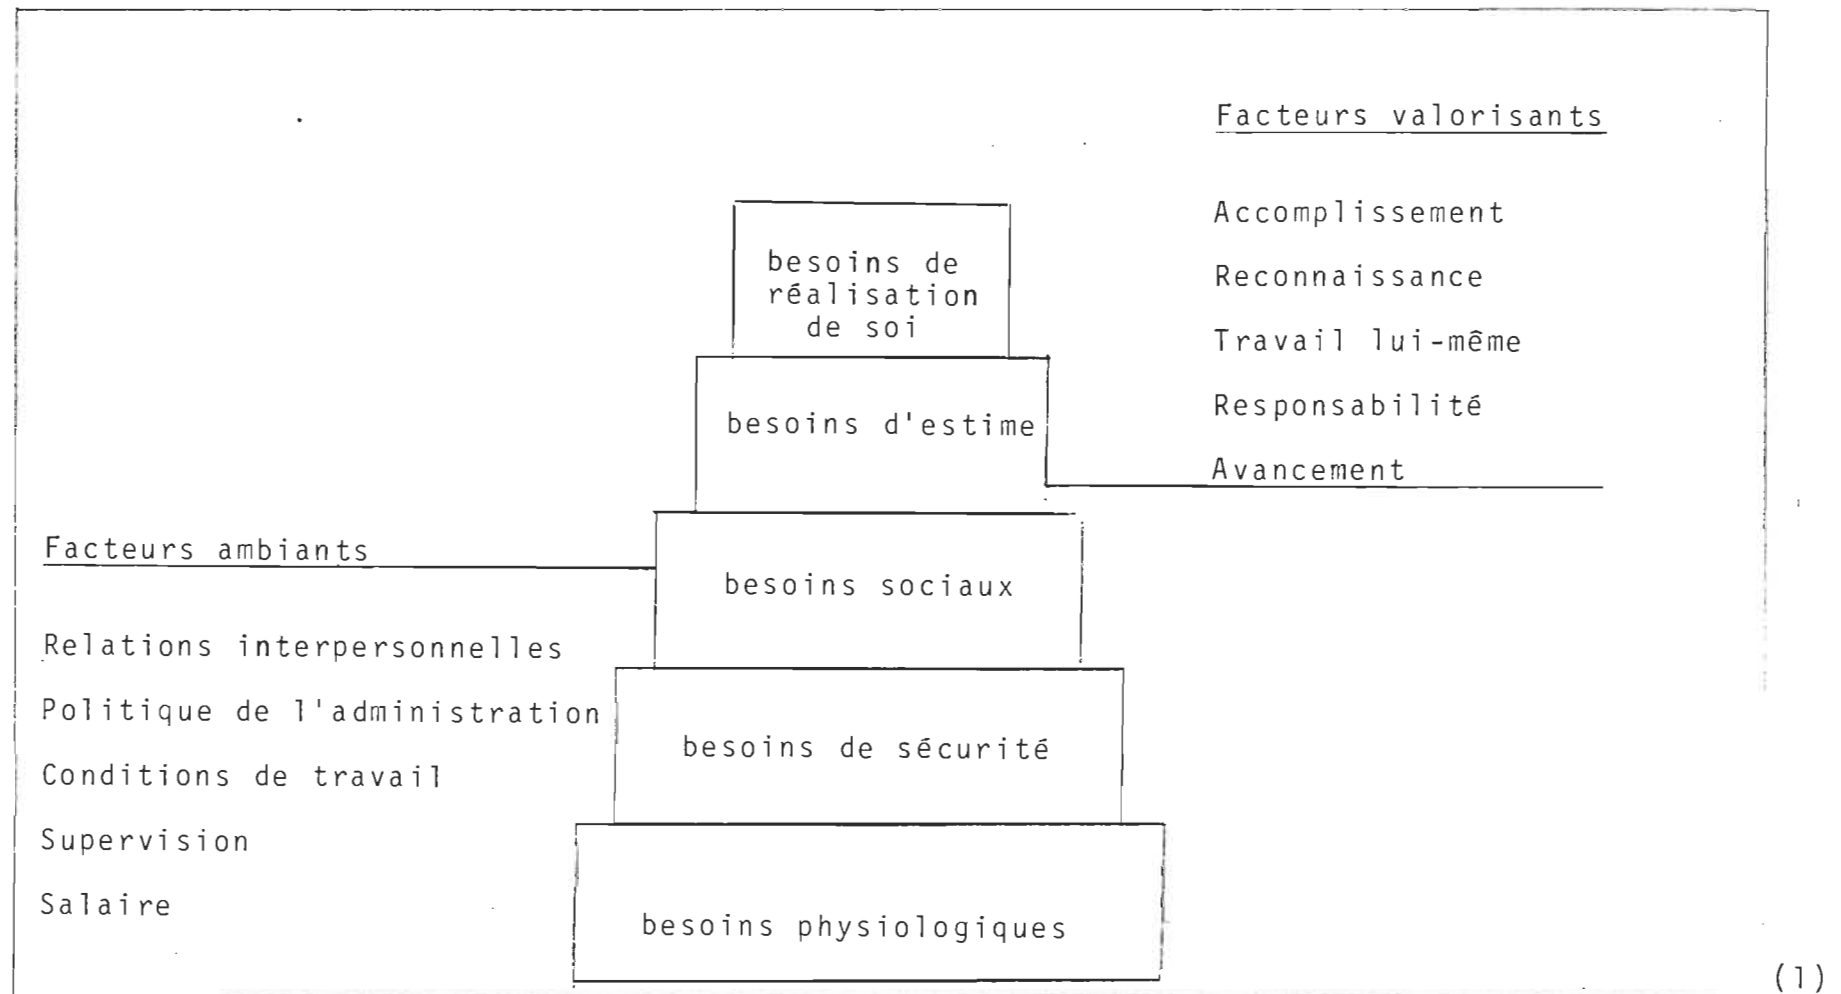 Facteurs valorisants
Accomplissement
Reconnaissance
Travail lui-même
Responsabilité
Avancement
besoins de
réalisation
de soi
besoins d'estime
besoins sociaux
besoins de sécurité
besoins physiologiques
Facteurs ambiants
Relations interpersonnelles
Politique de l'administration
Conditions de travail
Supervision
Salaire
(1)